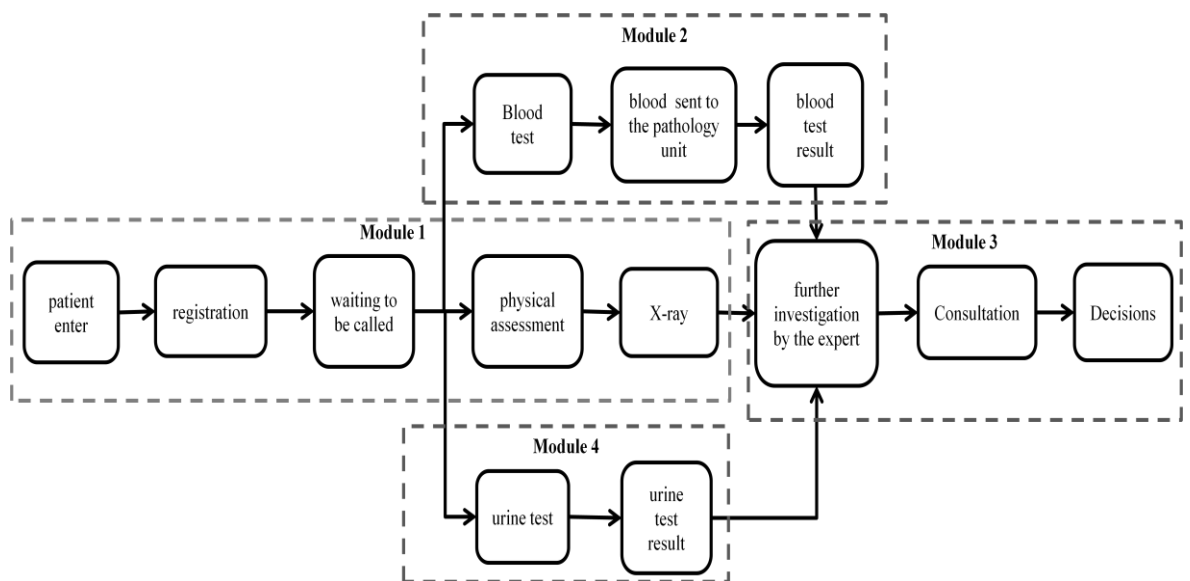 Module 2
Blood
test
blood sent to
the pathology
unit
blood
test
result
Module 1
patient
enter
registration
waiting to
be called
physical
assessment
X-ray
Module 3
further
investigation
by the expert
Consultation
Decisions
Module 4
urine test
urine
test
result